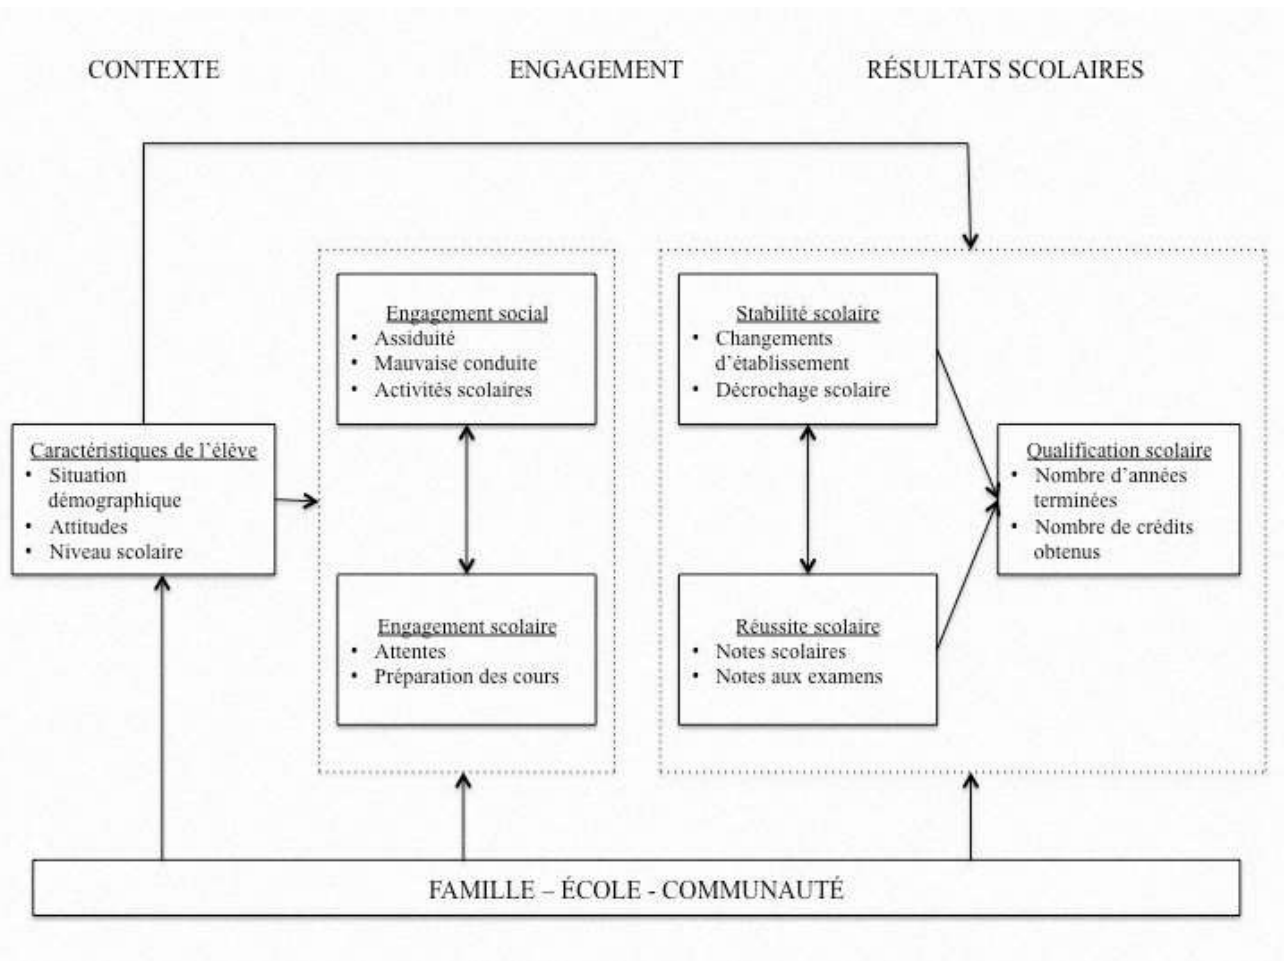 CONTEXTE
ENGAGEMENT
RÉSULTATS SCOLAIRES
Caractéristiques de l'élève
• Situation
démographique
• Attitudes
• Niveau scolaire
Engagement social
• Assiduité
• Mauvaise conduite
• Activités scolaires
Engagement scolaire
• Attentes
• Préparation des cours
Stabilité scolaire
• Changements
d'établissement
• Décrochage scolaire
Réussite scolaire
• Notes scolaires
• Notes aux examens
Qualification scolaire
• Nombre d'années
terminées
• Nombre de crédits
obtenus
FAMILLE – ÉCOLE - COMMUNAUTÉ